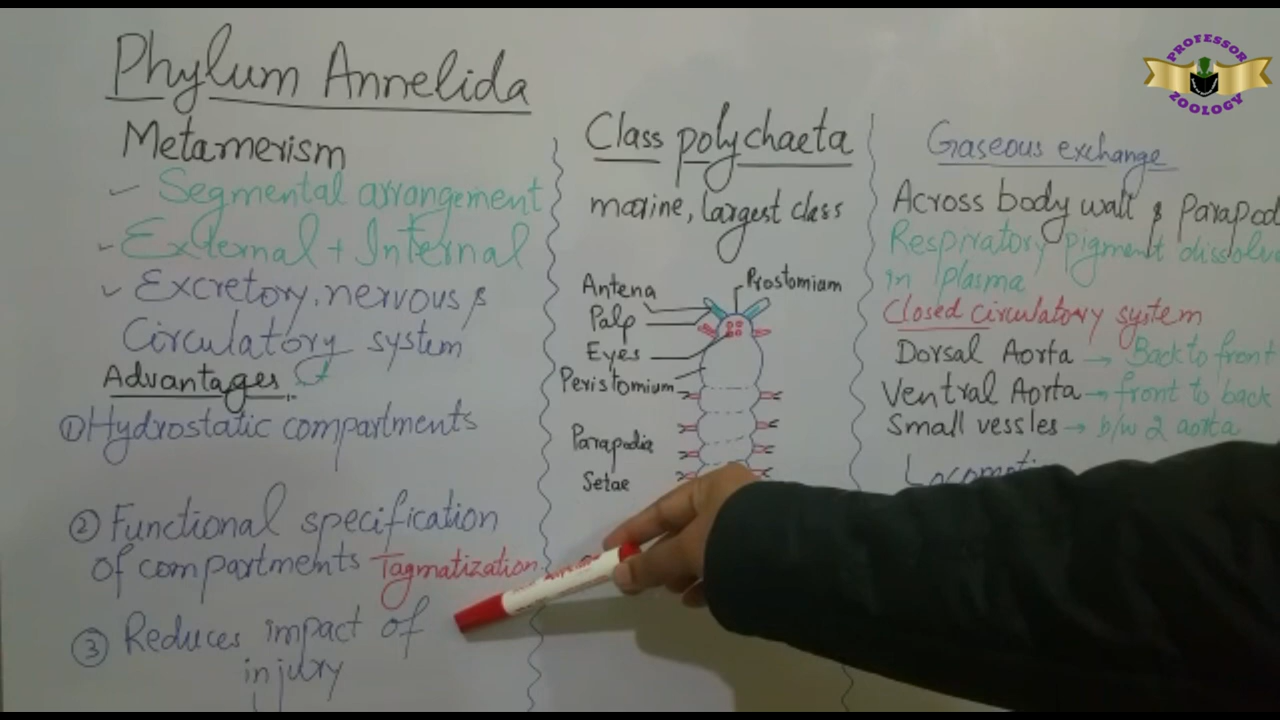 Phylum Annelida
Metamerism
Segmental arrangement
External + Internal
Excretory, nervous &
Circulatory system
Advantages
① Hydrostatic compartments
② Functional specification
of compartments Tagmatization
③ Reduces impact of
injury
Class polychaeta
marine, largest class
Antena
Prostomium
Palp
Eyes
Peristomium
Parapodia
Setae
PROFESSOR
ZOOLOGY
Gaseous exchange
Across body wall & Parapod
Respiratory pigment dissolv
in plasma
Closed circulatory system
Dorsal Aorta → Back to front
Ventral Aorta → front to back
Small vessles → b/w 2 aorta